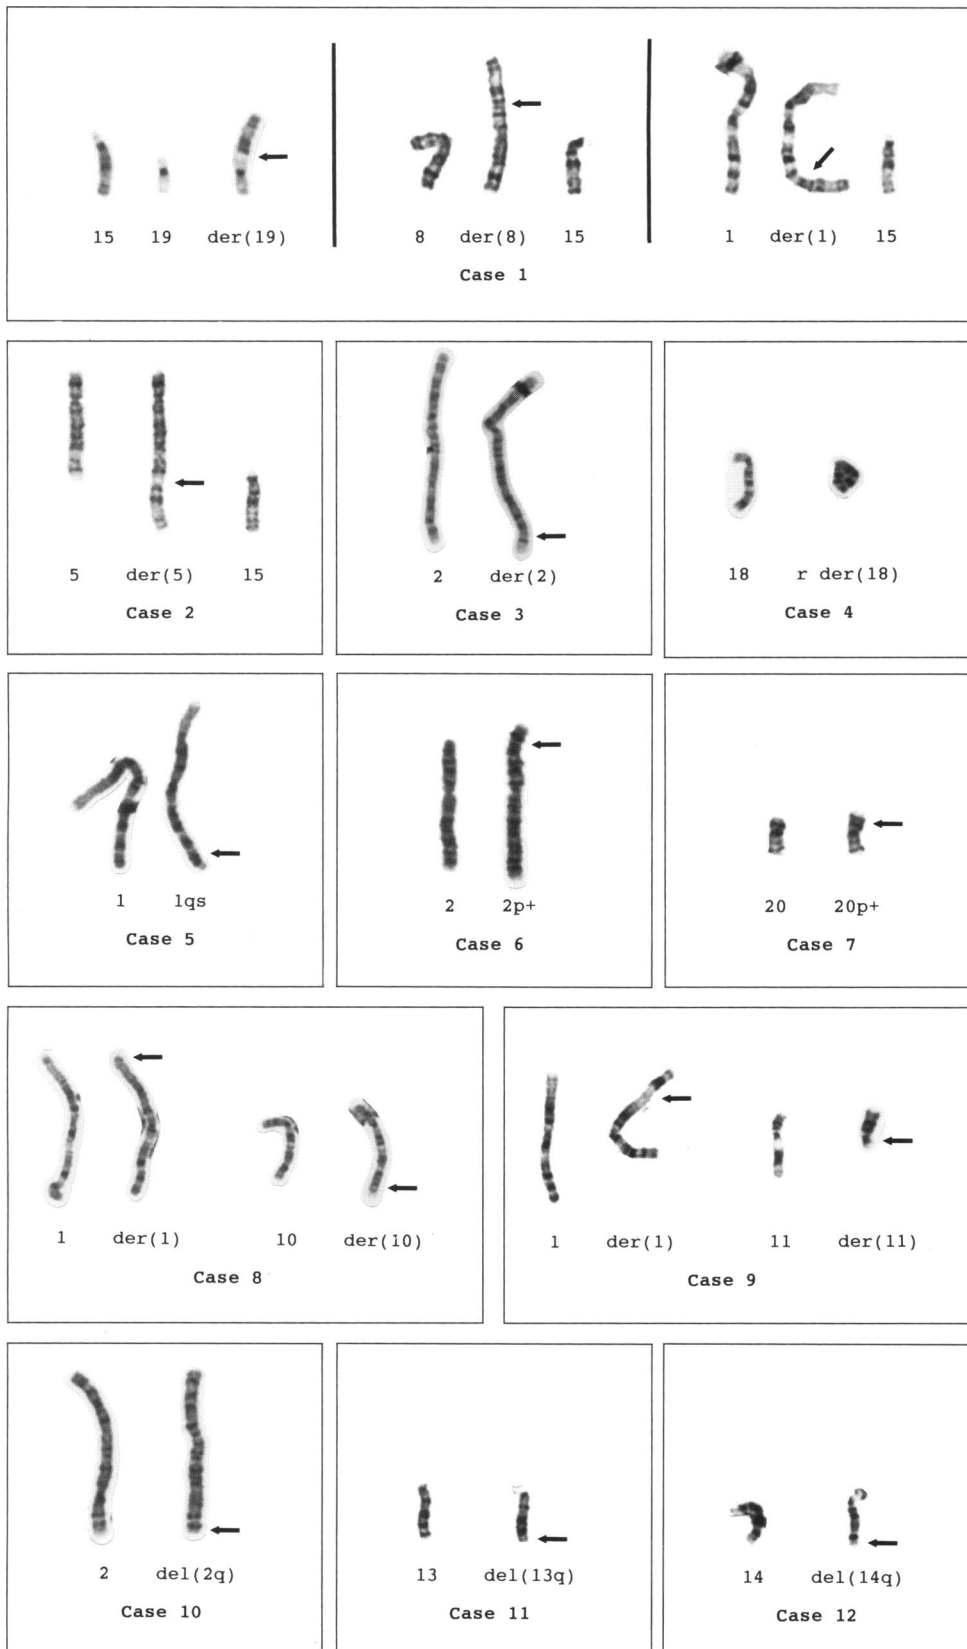 15 19 der(19) 8 der(8) 15 1 der(1) 15
Case 1
5 der(5) 15
Case 2
2 der(2)
Case 3
18 r der(18)
Case 4
1 1qs
Case 5
2 2p+
Case 6
20 20p+
Case 7
1 der(1) 10 der(10)
Case 8
1 der(1) 11 der(11)
Case 9
2 del(2q)
Case 10
13 del(13q)
Case 11
14 del(14q)
Case 12